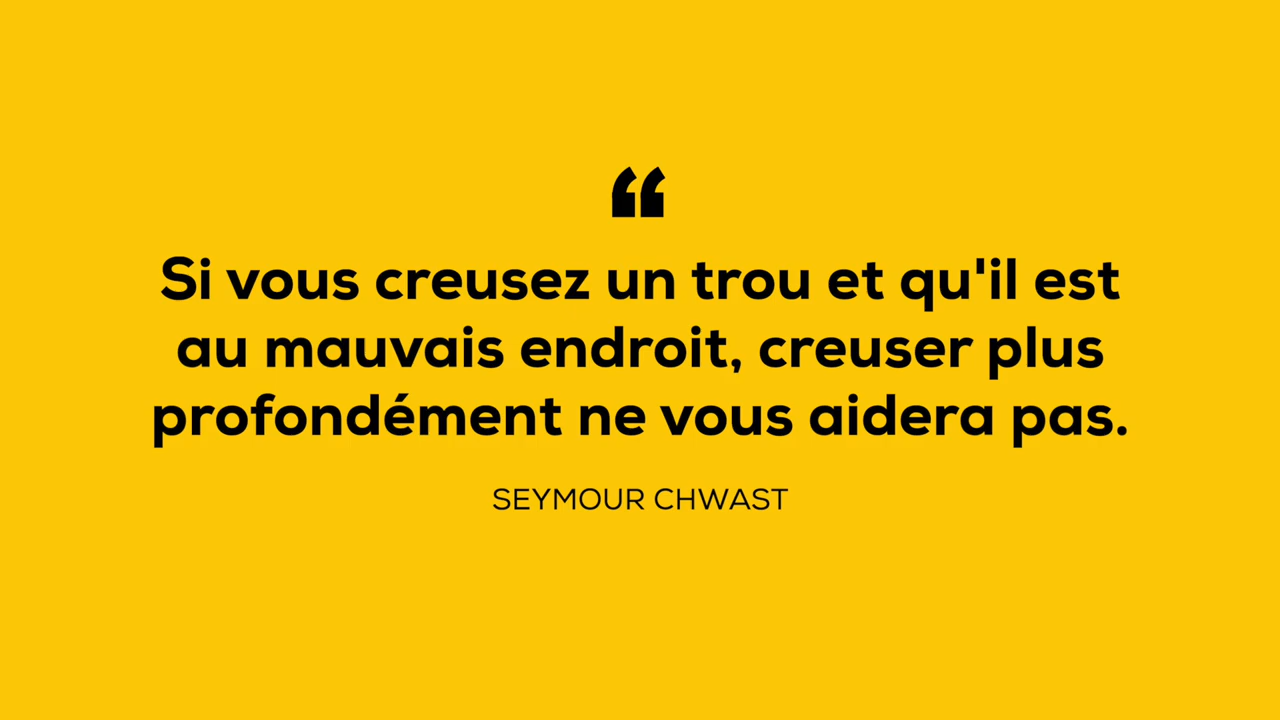 “
Si vous creusez un trou et qu'il est
au mauvais endroit, creuser plus
profondément ne vous aidera pas.
SEYMOUR CHWAST